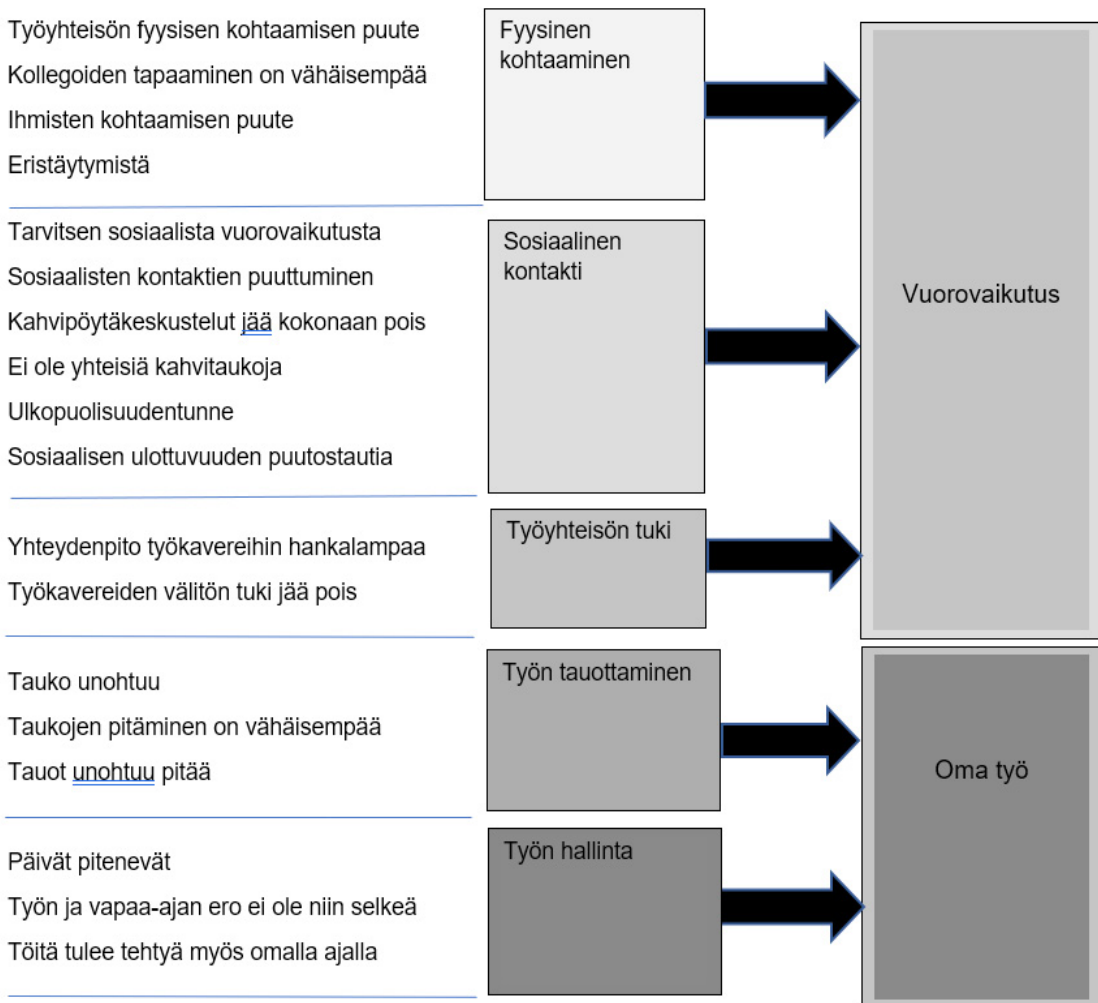 Työyhteisön fyysisen kohtaamisen puute
Kollegoiden tapaaminen on vähäisempää
Ihmisten kohtaamisen puute
Eristäytymistä
Fyysinen
kohtaaminen
Tarvitsen sosiaalista vuorovaikutusta
Sosiaalisten kontaktien puuttuminen
Kahvipöytäkeskustelut jää kokonaan pois
Ei ole yhteisiä kahvitaukoja
Ulkopuolisuudentunne
Sosiaalisen ulottuvuuden puutostautia
Sosiaalinen
kontakti
Yhteydenpito työkavereihin hankalampaa
Työkavereiden välitön tuki jää pois
Työyhteisön tuki
Vuorovaikutus
Tauko unohtuu
Taukojen pitäminen on vähäisempää
Tauot unohtuu pitää
Työn tauottaminen
Päivät pitenevät
Työn ja vapaa-ajan ero ei ole niin selkeä
Töitä tulee tehtyä myös omalla ajalla
Työn hallinta
Oma työ